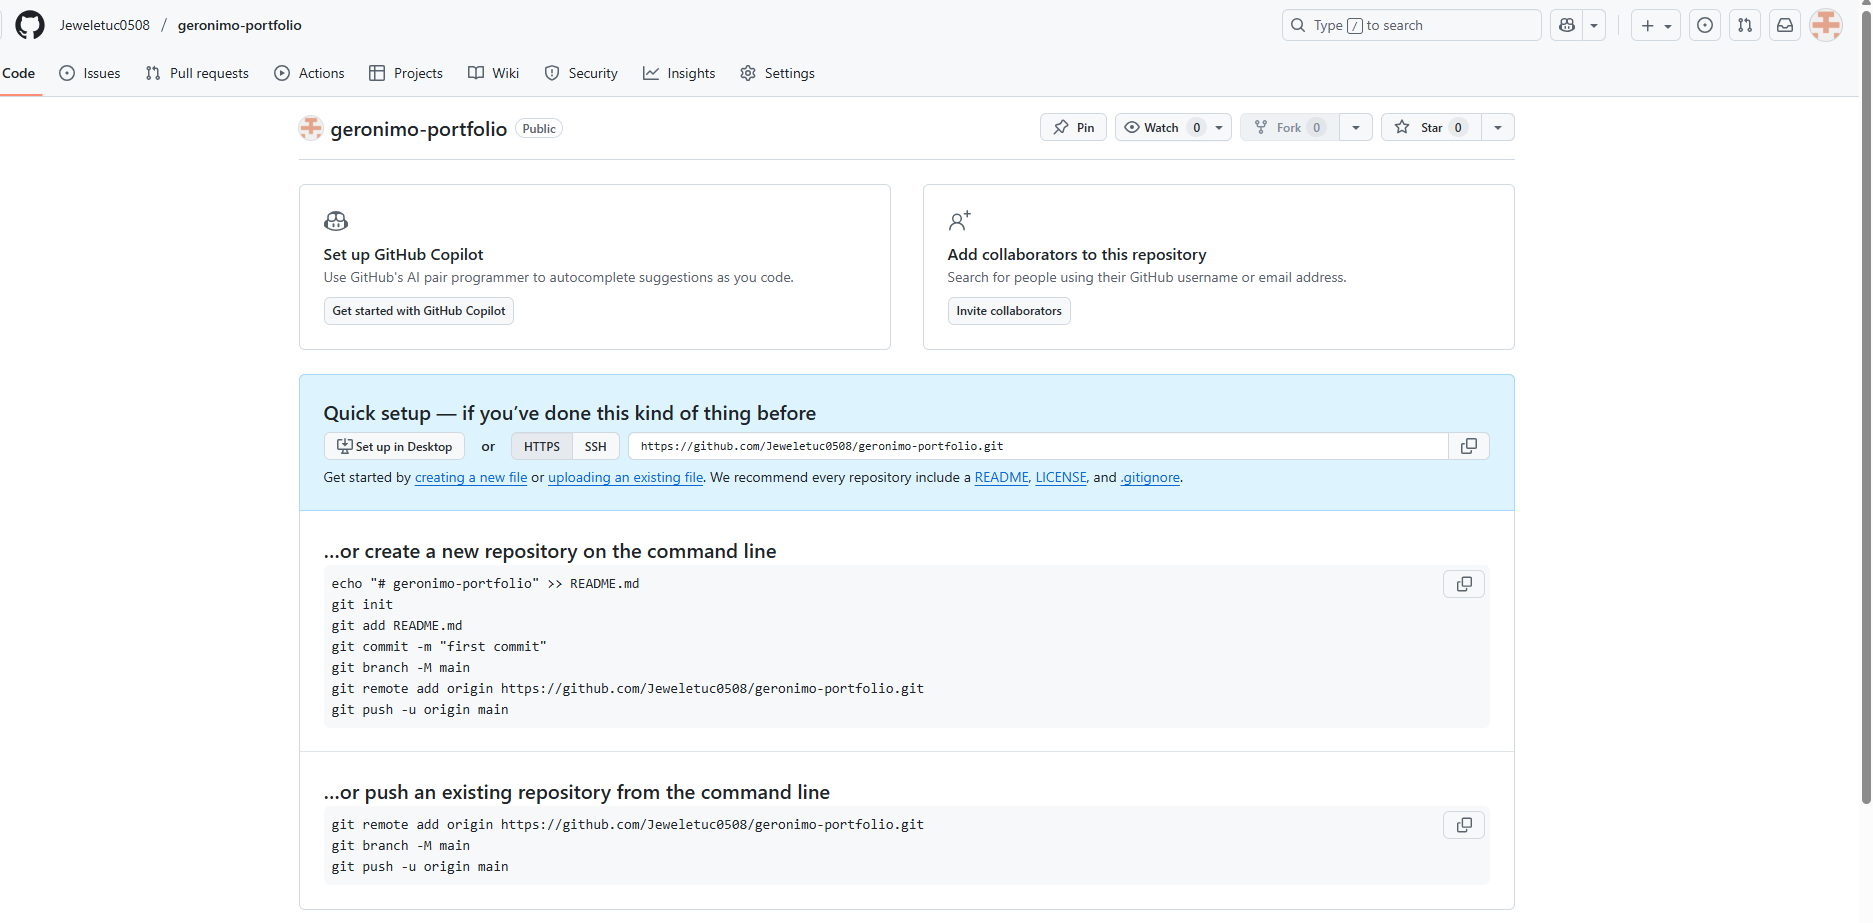 Jeweletuc0508 / geronimo-portfolio
Type / to search
Code Issues Pull requests Actions Projects Wiki Security Insights Settings
geronimo-portfolio Public
Pin Watch 0 Fork 0 Star 0
Set up GitHub Copilot
Use GitHub's AI pair programmer to autocomplete suggestions as you code.
Get started with GitHub Copilot
Add collaborators to this repository
Search for people using their GitHub username or email address.
Invite collaborators
Quick setup — if you’ve done this kind of thing before
Set up in Desktop or HTTPS SSH https://github.com/Jeweletuc0508/geronimo-portfolio.git
Get started by creating a new file or uploading an existing file. We recommend every repository include a README, LICENSE, and .gitignore.
…or create a new repository on the command line
echo "# geronimo-portfolio" >> README.md
git init
git add README.md
git commit -m "first commit"
git branch -M main
git remote add origin https://github.com/Jeweletuc0508/geronimo-portfolio.git
git push -u origin main
…or push an existing repository from the command line
git remote add origin https://github.com/Jeweletuc0508/geronimo-portfolio.git
git branch -M main
git push -u origin main